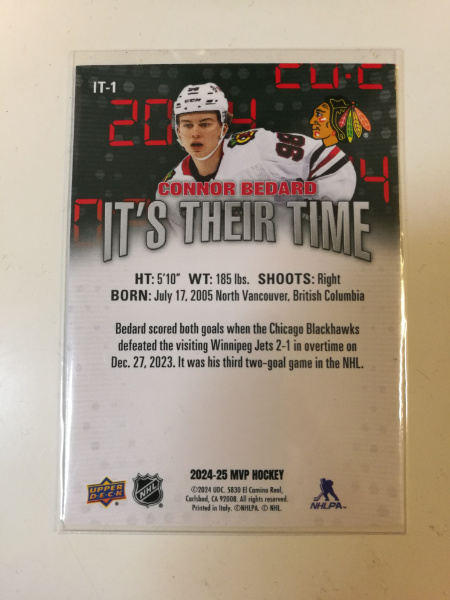 IT-1
CONNOR BEDARD
IT'S THEIR TIME
HT: 5'10" WT: 185 lbs. SHOOTS: Right
BORN: July 17, 2005 North Vancouver, British Columbia
Bedard scored both goals when the Chicago Blackhawks
defeated the visiting Winnipeg Jets 2-1 in overtime on
Dec. 27, 2023. It was his third two-goal game in the NHL.
2024-25 MVP HOCKEY
©2024 UDC. 5830 El Camino Real,
Carlsbad, CA 92008. All rights reserved.
Printed in Italy. ©NHLPA. © NHL.
UPPER
DECK
NHL
NHLPA
98
CCM